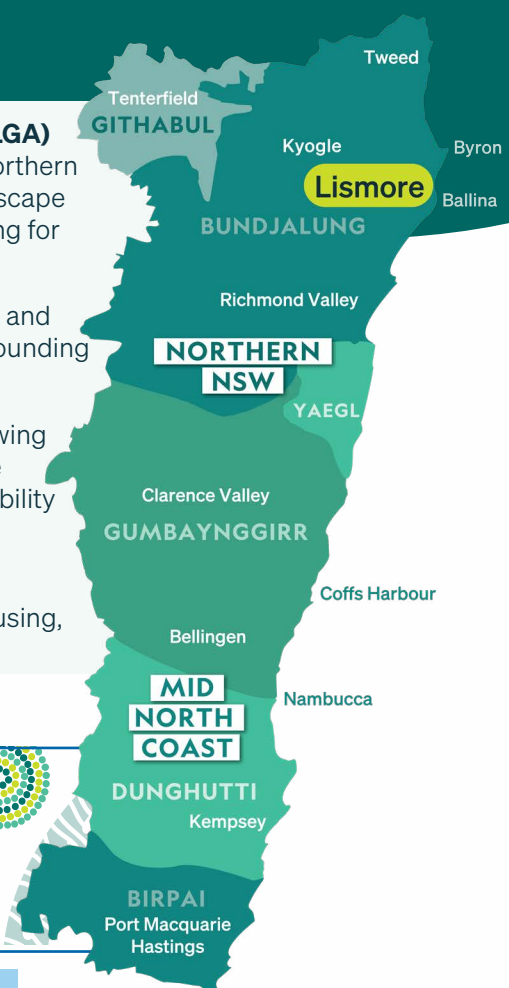 LGA)
orthern
scape
ng for
and
ounding
wing
bility
using,
Tweed
Tenterfield
GITHABUL
Kyogle
Byron
Lismore
Ballina
BUNDJALUNG
Richmond Valley
NORTHERN
NSW
YAEGL
Clarence Valley
GUMBAYNGGIRR
Coffs Harbour
Bellingen
MID
NORTH
COAST
Nambucca
DUNGHUTTI
Kempsey
BIRPAI
Port Macquarie
Hastings